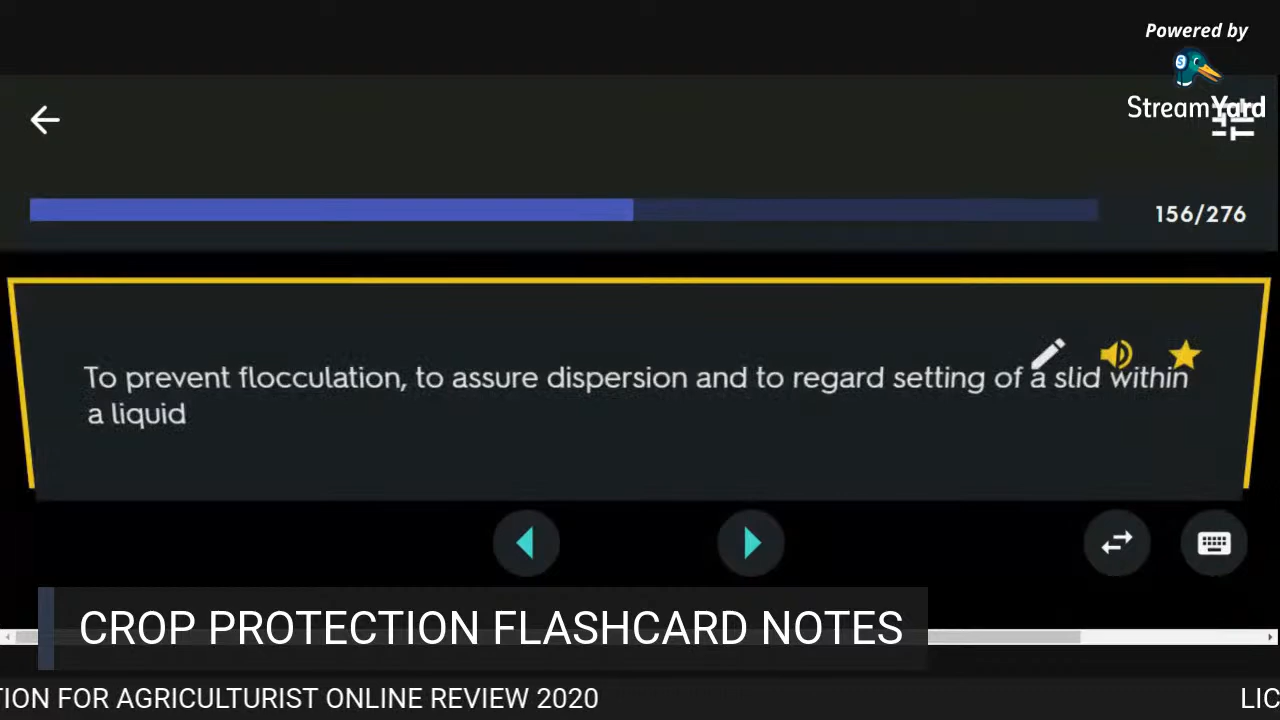 Powered by
StreamYard
156/276
To prevent flocculation, to assure dispersion and to regard setting of a slid within
a liquid
CROP PROTECTION FLASHCARD NOTES
TION FOR AGRICULTURIST ONLINE REVIEW 2020 LIC